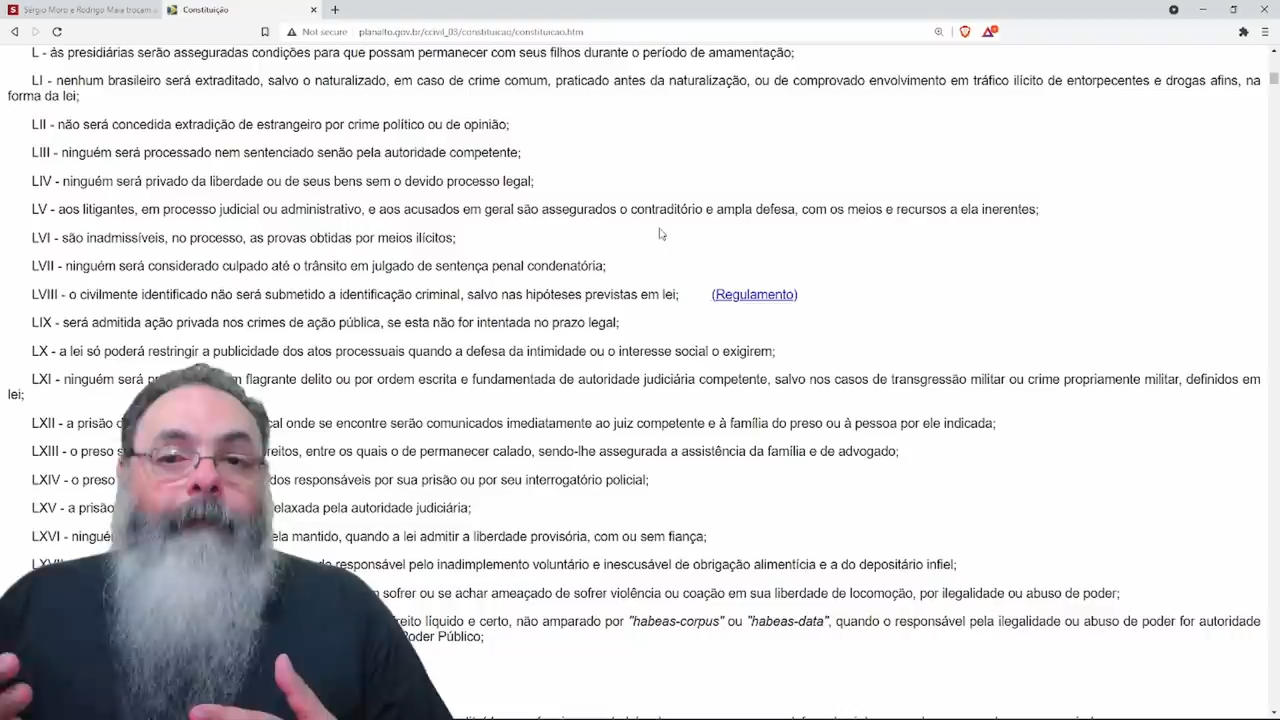 Sérgio Moro e Rodrigo Maia trocam
Constituição
Not secure planalto.gov.br/ccivil_03/constituicao/constituicao.htm
L - às presidiárias serão asseguradas condições para que possam permanecer com seus filhos durante o período de amamentação;
LI - nenhum brasileiro será extraditado, salvo o naturalizado, em caso de crime comum, praticado antes da naturalização, ou de comprovado envolvimento em tráfico ilícito de entorpecentes e drogas afins, na
forma da lei;
LII - não será concedida extradição de estrangeiro por crime político ou de opinião;
LIII - ninguém será processado nem sentenciado senão pela autoridade competente;
LIV - ninguém será privado da liberdade ou de seus bens sem o devido processo legal;
LV - aos litigantes, em processo judicial ou administrativo, e aos acusados em geral são assegurados o contraditório e ampla defesa, com os meios e recursos a ela inerentes;
LVI - são inadmissíveis, no processo, as provas obtidas por meios ilícitos;
LVII - ninguém será considerado culpado até o trânsito em julgado de sentença penal condenatória;
LVIII - o civilmente identificado não será submetido a identificação criminal, salvo nas hipóteses previstas em lei; (Regulamento)
LIX - será admitida ação privada nos crimes de ação pública, se esta não for intentada no prazo legal;
LX - a lei só poderá restringir a publicidade dos atos processuais quando a defesa da intimidade ou o interesse social o exigirem;
LXI - ninguém será flagrante delito ou por ordem escrita e fundamentada de autoridade judiciária competente, salvo nos casos de transgressão militar ou crime propriamente militar, definidos em
lei;
LXII - a prisão onde se encontre serão comunicados imediatamente ao juiz competente e à família do preso ou à pessoa por ele indicada;
LXIII - o preso entre os quais o de permanecer calado, sendo-lhe assegurada a assistência da família e de advogado;
LXIV - o preso responsáveis por sua prisão ou por seu interrogatório policial;
LXV - a prisão pela autoridade judiciária;
LXVI - mantido, quando a lei admitir a liberdade provisória, com ou sem fiança;
responsável pelo inadimplemento voluntário e inescusável de obrigação alimentícia e a do depositário infiel;
sofrer ou se achar ameaçado de sofrer violência ou coação em sua liberdade de locomoção, por ilegalidade ou abuso de poder;
líquido e certo, não amparado por "habeas-corpus" ou "habeas-data", quando o responsável pela ilegalidade ou abuso de poder for autoridade
Poder Público;